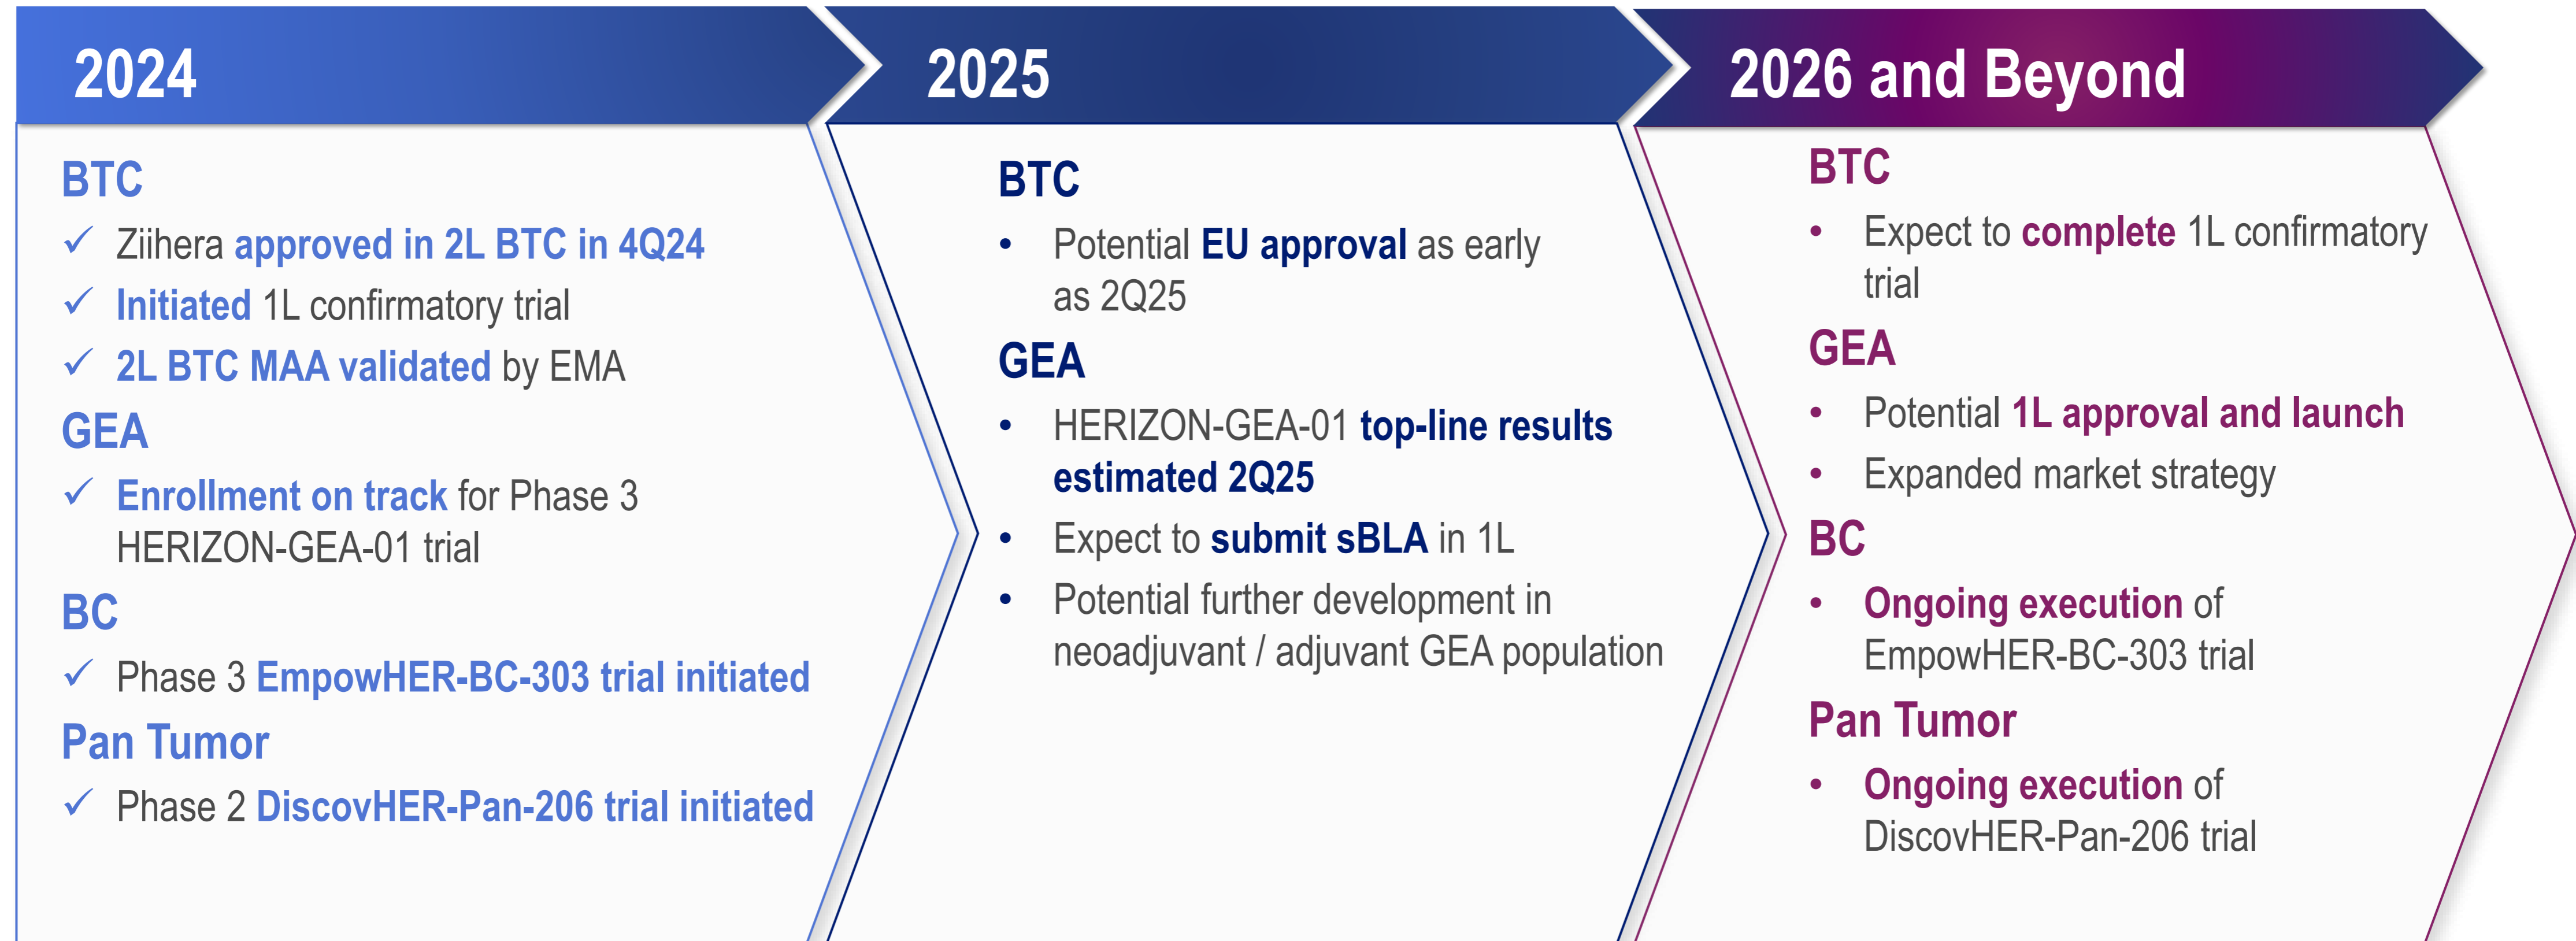 2024
BTC
✓ Ziihera approved in 2L BTC in 4Q24
✓ Initiated 1L confirmatory trial
✓ 2L BTC MAA validated by EMA
GEA
✓ Enrollment on track for Phase 3
HERIZON-GEA-01 trial
BC
✓ Phase 3 EmpowHER-BC-303 trial initiated
Pan Tumor
✓ Phase 2 DiscovHER-Pan-206 trial initiated
2025
BTC
• Potential EU approval as early
as 2Q25
GEA
• HERIZON-GEA-01 top-line results
estimated 2Q25
• Expect to submit sBLA in 1L
• Potential further development in
neoadjuvant / adjuvant GEA population
2026 and Beyond
BTC
• Expect to complete 1L confirmatory
trial
GEA
• Potential 1L approval and launch
• Expanded market strategy
BC
• Ongoing execution of
EmpowHER-BC-303 trial
Pan Tumor
• Ongoing execution of
DiscovHER-Pan-206 trial